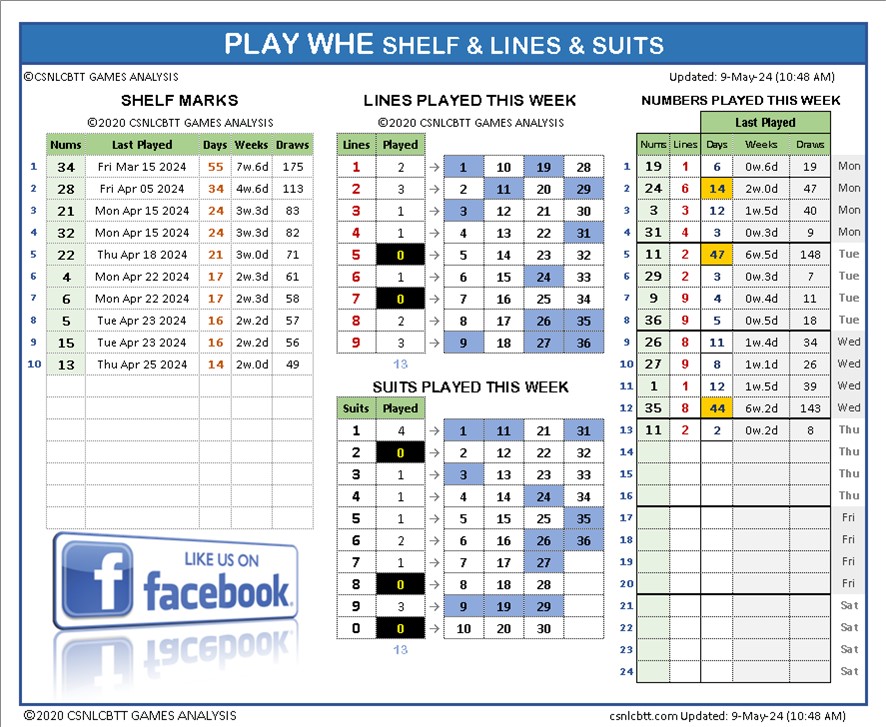 PLAY WHE SHELF & LINES & SUITS
©CSNLCBTT GAMES ANALYSIS
Updated: 9-May-24 (10:48 AM)
SHELF MARKS
©2020 CSNLCBTT GAMES ANALYSIS
Nums Last Played Days Weeks Draws
1 34 Fri Mar 15 2024 55 7w.6d 175
2 28 Fri Apr 05 2024 34 4w.6d 113
3 21 Mon Apr 15 2024 24 3w.3d 83
4 32 Mon Apr 15 2024 24 3w.3d 82
5 22 Thu Apr 18 2024 21 3w.0d 71
6 4 Mon Apr 22 2024 17 2w.3d 61
7 6 Mon Apr 22 2024 17 2w.3d 58
8 5 Tue Apr 23 2024 16 2w.2d 57
9 15 Tue Apr 23 2024 16 2w.2d 56
10 13 Thu Apr 25 2024 14 2w.0d 49
LIKE US ON
facebook
LINES PLAYED THIS WEEK
©2020 CSNLCBTT GAMES ANALYSIS
Lines Played
1 2 → 1 10 19 28
2 3 → 2 11 20 29
3 1 → 3 12 21 30
4 1 → 4 13 22 31
5 0 → 5 14 23 32
6 1 → 6 15 24 33
7 0 → 7 16 25 34
8 2 → 8 17 26 35
9 3 → 9 18 27 36
13
SUITS PLAYED THIS WEEK
Suits Played
1 4 → 1 11 21 31
2 0 → 2 12 22 32
3 1 → 3 13 23 33
4 1 → 4 14 24 34
5 1 → 5 15 25 35
6 2 → 6 16 26 36
7 1 → 7 17 27
8 0 → 8 18 28
9 3 → 9 19 29
0 0 → 10 20 30
13
NUMBERS PLAYED THIS WEEK
Last Played
Nums Lines Days Weeks Draws
1 19 1 6 0w.6d 19 Mon
2 24 6 14 2w.0d 47 Mon
3 3 3 12 1w.5d 40 Mon
4 31 4 3 0w.3d 9 Mon
5 11 2 47 6w.5d 148 Tue
6 29 2 3 0w.3d 7 Tue
7 9 9 4 0w.4d 11 Tue
8 36 9 5 0w.5d 18 Tue
9 26 8 11 1w.4d 34 Wed
10 27 9 8 1w.1d 26 Wed
11 1 1 12 1w.5d 39 Wed
12 35 8 44 6w.2d 143 Wed
13 11 2 2 0w.2d 8 Thu
14 Thu
15 Thu
16 Thu
17 Fri
18 Fri
19 Fri
20 Fri
21 Sat
22 Sat
23 Sat
24 Sat
©2020 CSNLCBTT GAMES ANALYSIS
csnlcbtt.com Updated: 9-May-24 (10:48 AM)